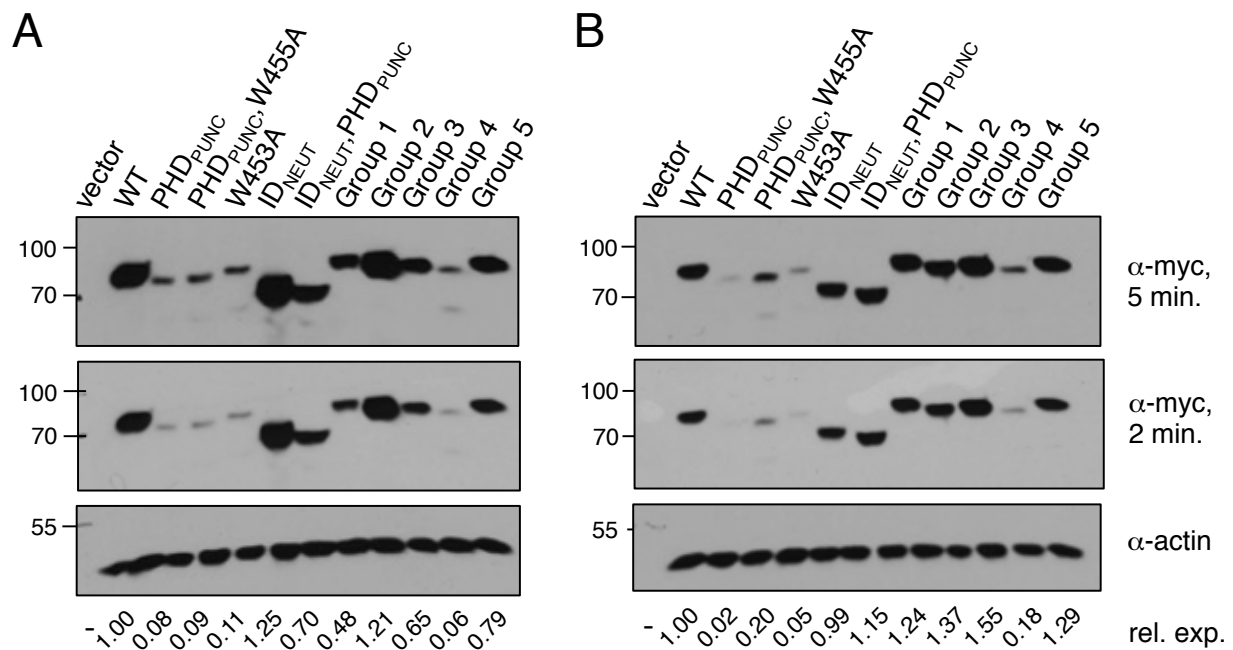 A
vector
WT
PHDPUNC
PHDPUNC, W455A
W453A
IDNEUT
IDNEUT, PHDPUNC
Group 1
Group 2
Group 3
Group 4
Group 5
100
70
100
70
55
- 1.00 0.08 0.09 0.11 1.25 0.70 0.48 1.21 0.65 0.06 0.79
B
vector
WT
PHDPUNC
PHDPUNC, W455A
W453A
IDNEUT
IDNEUT, PHDPUNC
Group 1
Group 2
Group 3
Group 4
Group 5
100
70
α-myc,
5 min.
100
70
α-myc,
2 min.
55
α-actin
- 1.00 0.02 0.20 0.05 0.99 1.15 1.24 1.37 1.55 0.18 1.29
rel. exp.